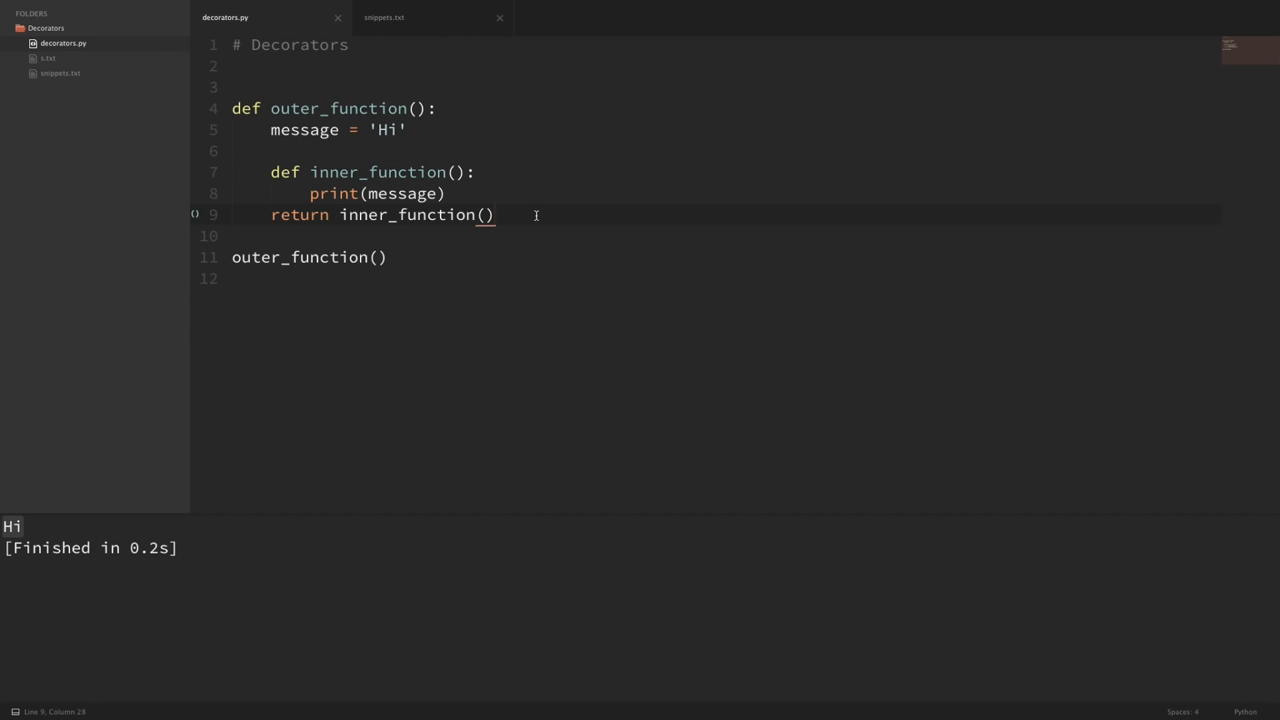 FOLDERS
Decorators
decorators.py
s.txt
snippets.txt
decorators.py
snippets.txt
1 # Decorators
2
3
4 def outer_function():
5     message = 'Hi'
6
7     def inner_function():
8         print(message)
() 9     return inner_function()
10
11 outer_function()
12
Hi
[Finished in 0.2s]
Line 9, Column 28
Spaces: 4
Python